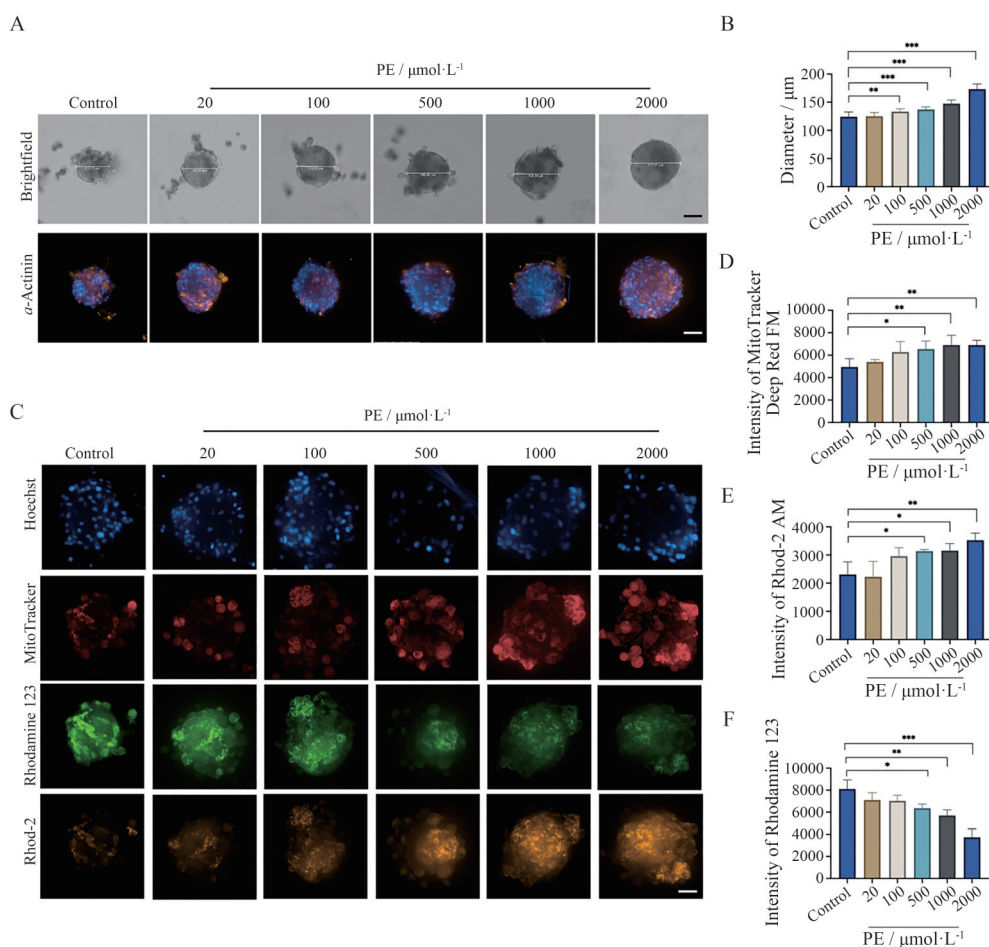 A
PE / μmol·L-1
Control 20 100 500 1000 2000
Brightfield
α-Actinin
B
Diameter / μm
200
150
100
50
0
** *** *** ***
Control 20 100 500 1000 2000
PE / μmol·L-1
C
PE / μmol·L-1
Control 20 100 500 1000 2000
Hoechst
MitoTracker
Rhodamine 123
Rhod-2
D
Intensity of MitoTracker
Deep Red FM
10000
8000
6000
4000
2000
0
* ** **
Control 20 100 500 1000 2000
PE / μmol·L-1
E
Intensity of Rhod-2 AM
4000
3000
2000
1000
0
* * **
Control 20 100 500 1000 2000
PE / μmol·L-1
F
Intensity of Rhodamine 123
10000
8000
6000
4000
2000
0
* ** ***
Control 20 100 500 1000 2000
PE / μmol·L-1